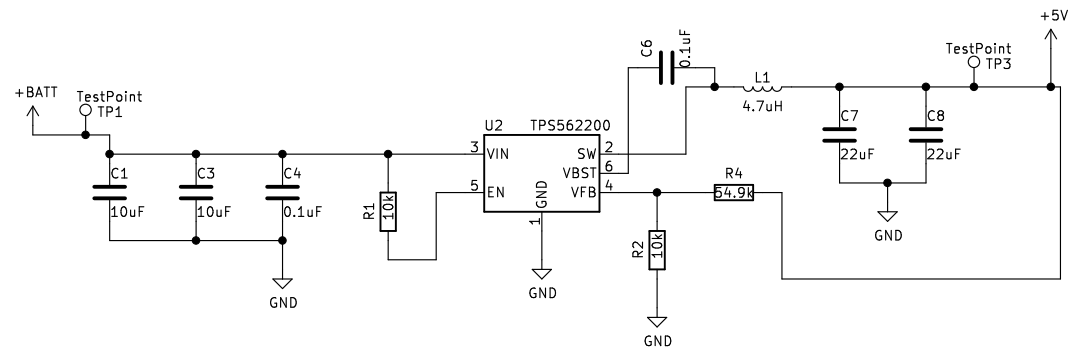 +5V
TestPoint
TP3
C6
0.1uF
L1
4.7uH
+BATT
TestPoint
TP1
U2 TPS562200
3 VIN SW 2
VBST 6
5 EN VFB 4
GND
1
C1
10uF
C3
10uF
C4
0.1uF
R1
10k
R4
54.9k
R2
10k
C7
22uF
C8
22uF
GND
GND
GND
GND